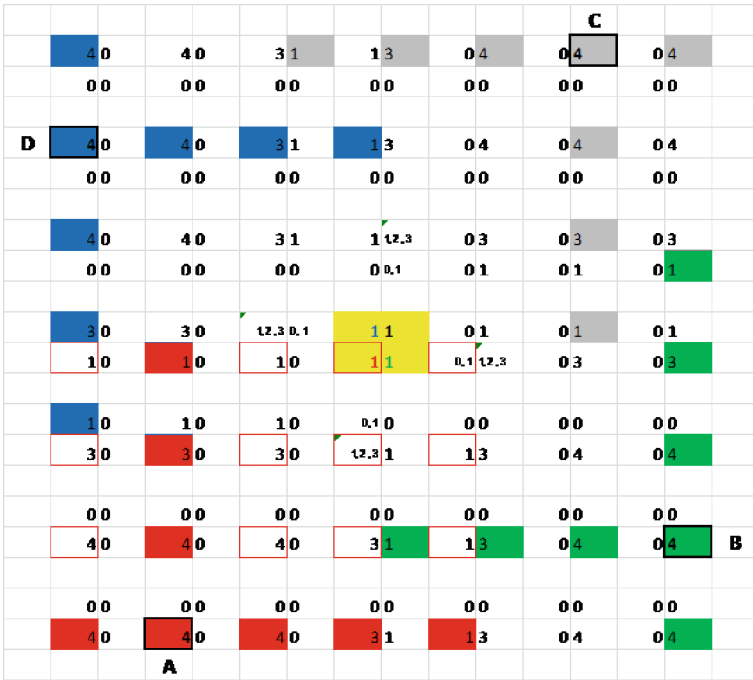 C
4 0 4 0 3 1 1 3 0 4 0 4 0 4
0 0 0 0 0 0 0 0 0 0 0 0 0 0
D 4 0 4 0 3 1 1 3 0 4 0 4 0 4
0 0 0 0 0 0 0 0 0 0 0 0 0 0
4 0 4 0 3 1 1 1,2,3 0 3 0 3 0 3
0 0 0 0 0 0 0 0,1 0 1 0 1 0 1
3 0 3 0 1,2,3 0,1 1 1 0 1 0 1 0 1
1 0 1 0 1 0 1 1 0,1 1,2,3 0 3 0 3
1 0 1 0 1 0 0,1 0 0 0 0 0 0 0
3 0 3 0 3 0 1,2,3 1 1 3 0 4 0 4
0 0 0 0 0 0 0 0 0 0 0 0 0 0
4 0 4 0 4 0 3 1 1 3 0 4 0 4 B
0 0 0 0 0 0 0 0 0 0 0 0 0 0
4 0 4 0 4 0 3 1 1 3 0 4 0 4
A